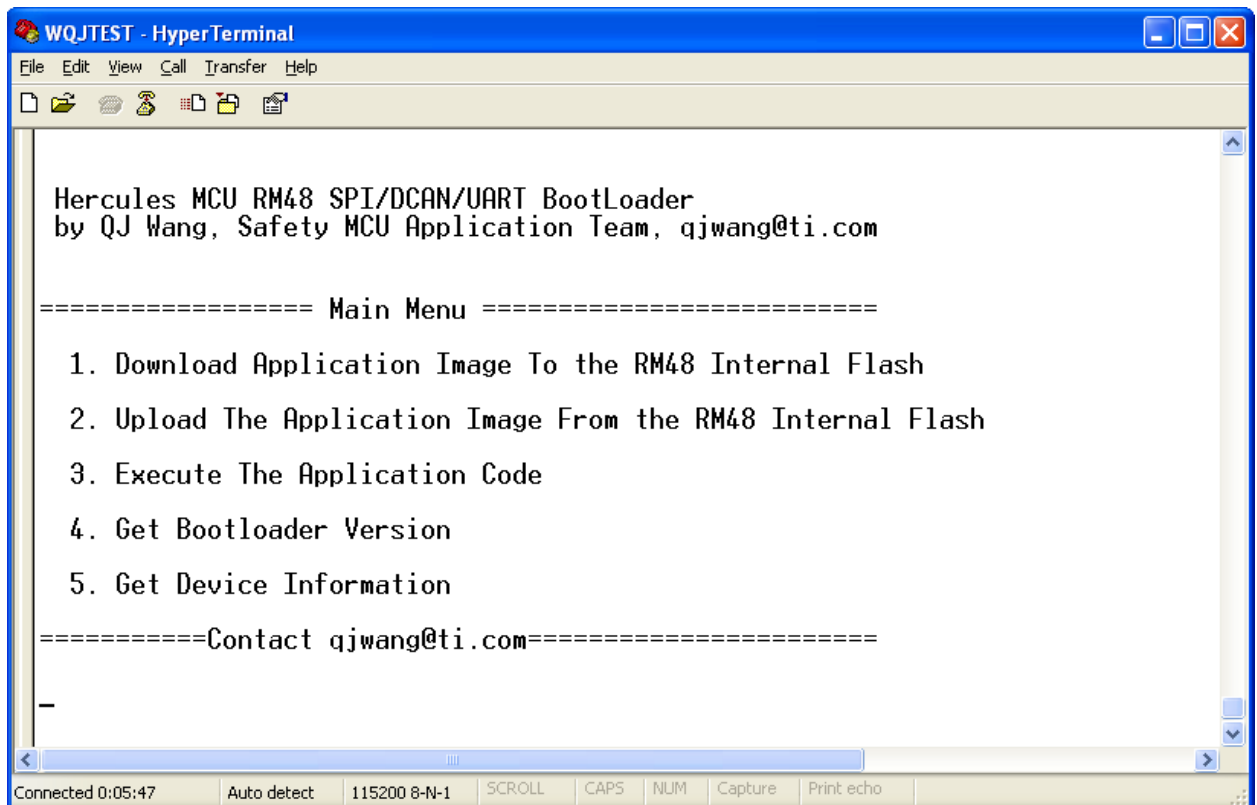 WQJTEST - HyperTerminal
File Edit View Call Transfer Help
Hercules MCU RM48 SPI/DCAN/UART BootLoader
by QJ Wang, Safety MCU Application Team, qjwang@ti.com
================== Main Menu ==========================
1. Download Application Image To the RM48 Internal Flash
2. Upload The Application Image From the RM48 Internal Flash
3. Execute The Application Code
4. Get Bootloader Version
5. Get Device Information
===========Contact qjwang@ti.com=======================
Connected 0:05:47 Auto detect 115200 8-N-1 SCROLL CAPS NUM Capture Print echo